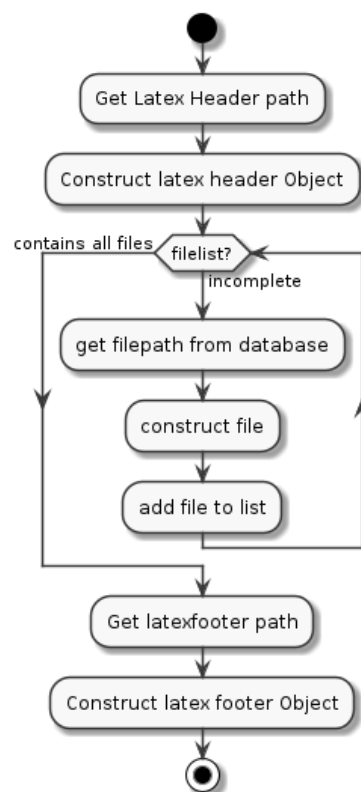 Get Latex Header path
Construct latex header Object
contains all files
filelist?
incomplete
get filepath from database
construct file
add file to list
Get latexfooter path
Construct latex footer Object